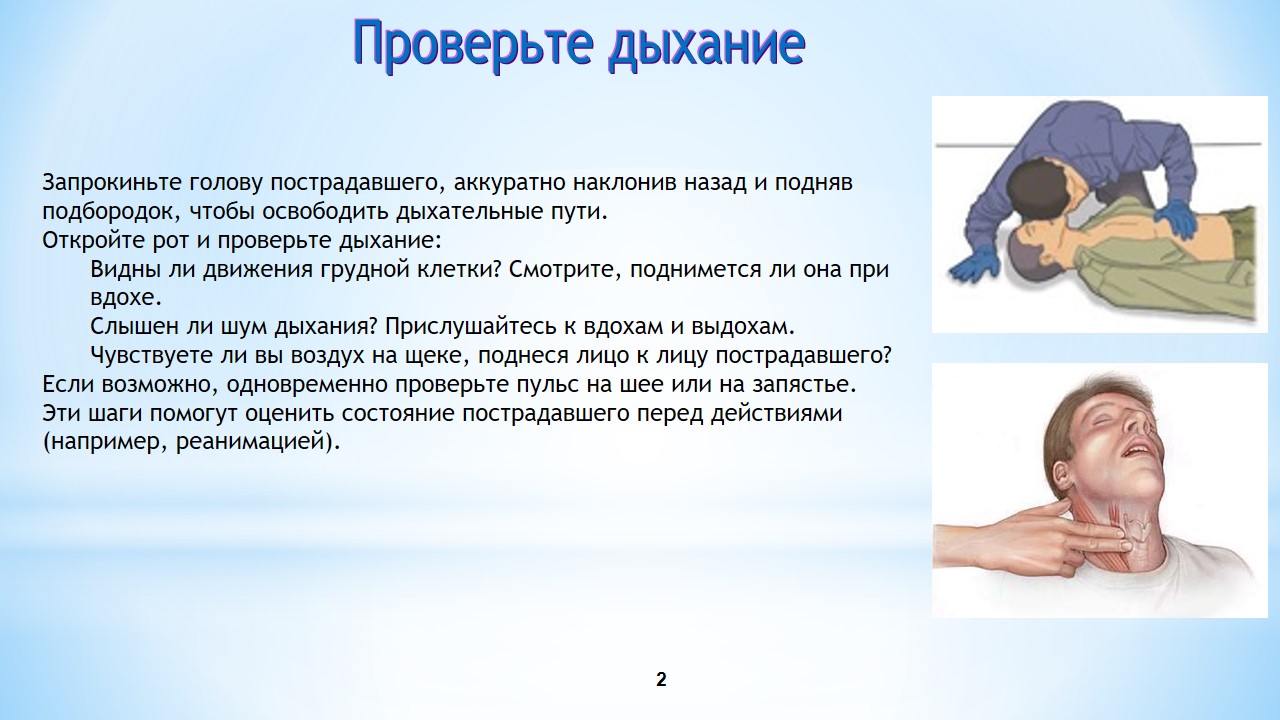 Проверьте дыхание
Запрокиньте голову пострадавшего, аккуратно наклонив назад и подняв
подбородок, чтобы освободить дыхательные пути.
Откройте рот и проверьте дыхание:
Видны ли движения грудной клетки? Смотрите, поднимется ли она при
вдохе.
Слышен ли шум дыхания? Прислушайтесь к вдохам и выдохам.
Чувствуете ли вы воздух на щеке, поднеся лицо к лицу пострадавшего?
Если возможно, одновременно проверьте пульс на шее или на запястье.
Эти шаги помогут оценить состояние пострадавшего перед действиями
(например, реанимацией).
2